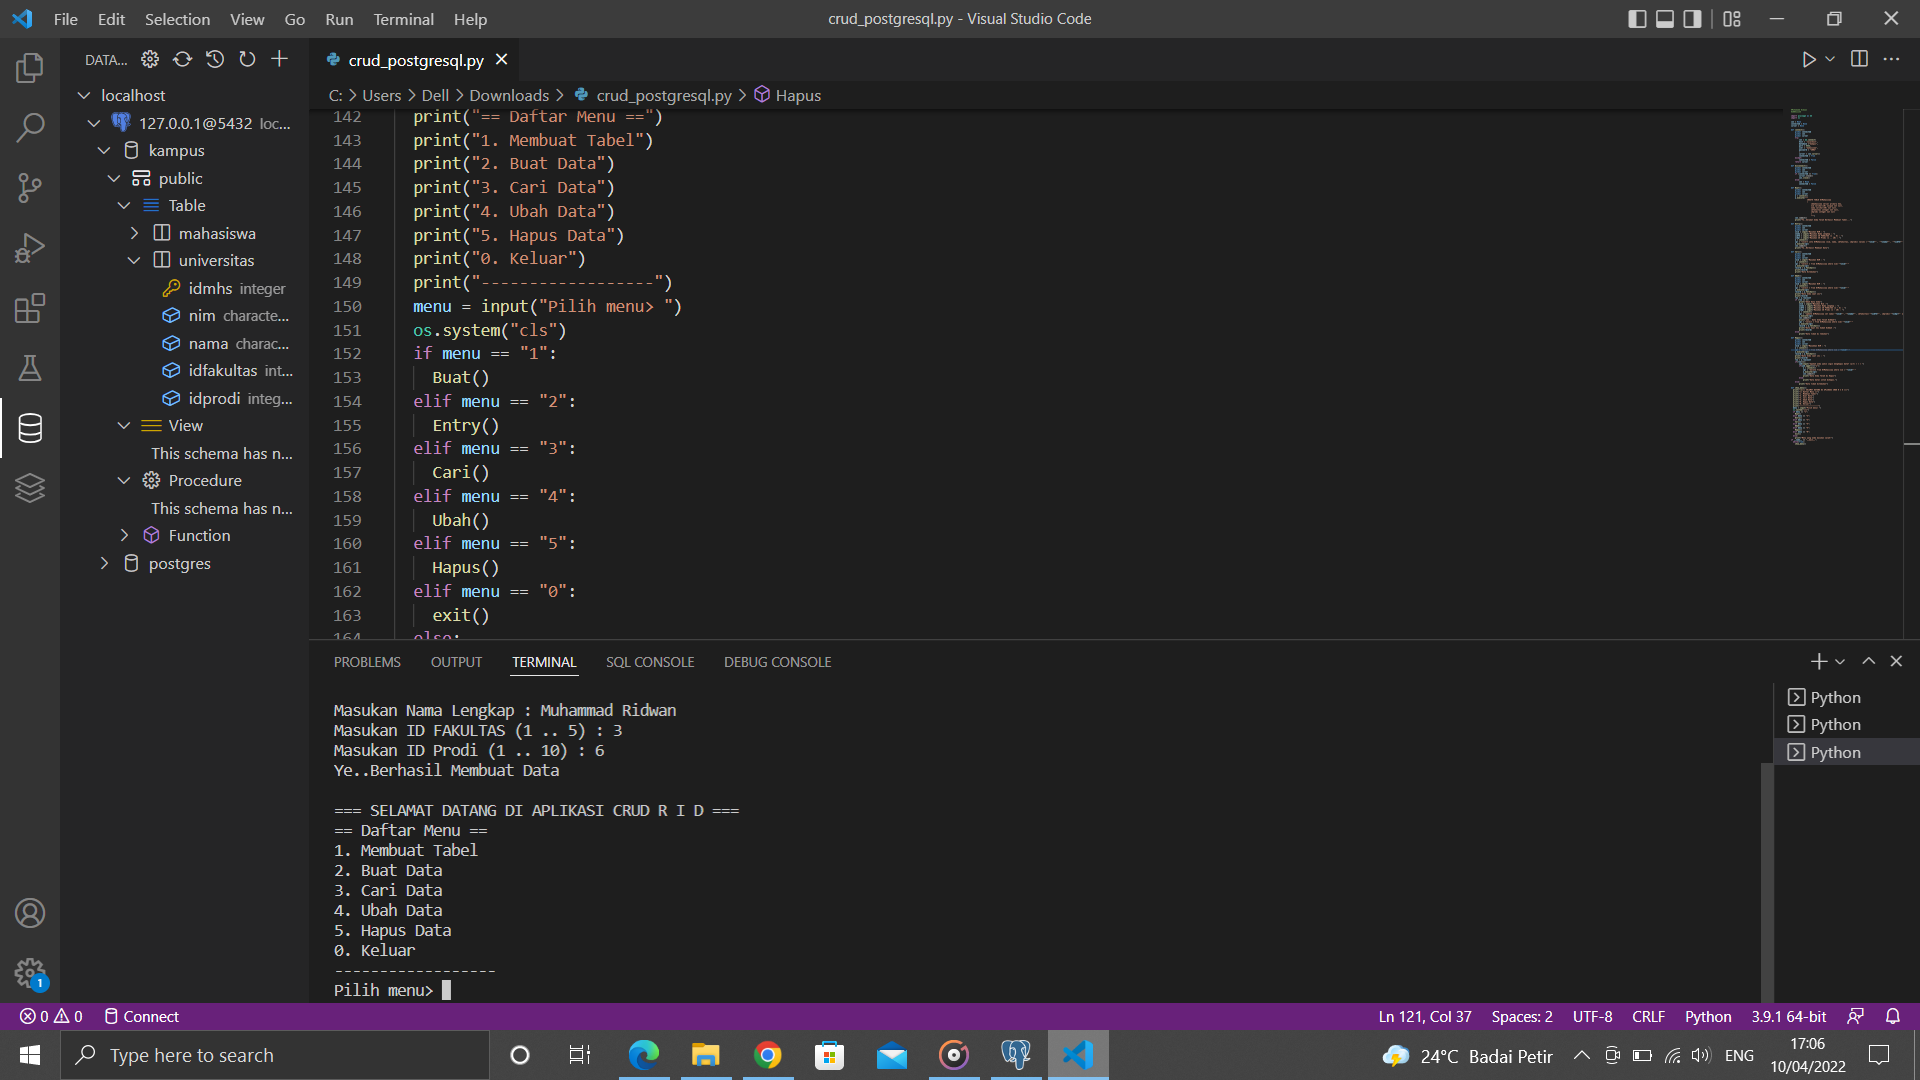 File Edit Selection View Go Run Terminal Help
crud_postgresql.py - Visual Studio Code
DATA...
localhost
127.0.0.1@5432 loc...
kampus
public
Table
mahasiswa
universitas
idmhs integer
nim characte...
nama charac...
idfakultas int...
idprodi integ...
View
This schema has n...
Procedure
This schema has n...
Function
postgres
1
crud_postgresql.py
C: > Users > Dell > Downloads > crud_postgresql.py > Hapus
142 print("== Daftar Menu ==")
143 print("1. Membuat Tabel")
144 print("2. Buat Data")
145 print("3. Cari Data")
146 print("4. Ubah Data")
147 print("5. Hapus Data")
148 print("0. Keluar")
149 print("------------------")
150 menu = input("Pilih menu> ")
151 os.system("cls")
152 if menu == "1":
153 Buat()
154 elif menu == "2":
155 Entry()
156 elif menu == "3":
157 Cari()
158 elif menu == "4":
159 Ubah()
160 elif menu == "5":
161 Hapus()
162 elif menu == "0":
163 exit()
164 else:
PROBLEMS OUTPUT TERMINAL SQL CONSOLE DEBUG CONSOLE
Masukan Nama Lengkap : Muhammad Ridwan
Masukan ID FAKULTAS (1 .. 5) : 3
Masukan ID Prodi (1 .. 10) : 6
Ye..Berhasil Membuat Data
=== SELAMAT DATANG DI APLIKASI CRUD R I D ===
== Daftar Menu ==
1. Membuat Tabel
2. Buat Data
3. Cari Data
4. Ubah Data
5. Hapus Data
0. Keluar
------------------
Pilih menu>
Python
Python
Python
0 0 Connect
Ln 121, Col 37 Spaces: 2 UTF-8 CRLF Python 3.9.1 64-bit
Type here to search
24°C Badai Petir
ENG
17:06
10/04/2022